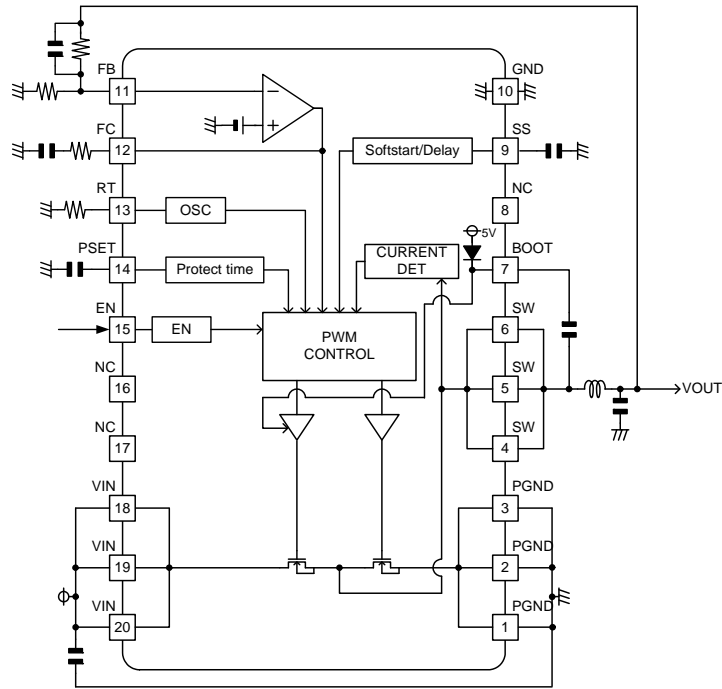 FB
11
−
+
GND
10
FC
12
Softstart/Delay
SS
9
RT
13
OSC
NC
8
PSET
14
Protect time
CURRENT
DET
5V
BOOT
7
EN
15
EN
PWM
CONTROL
SW
6
NC
16
SW
5
VOUT
NC
17
SW
4
VIN
18
PGND
3
VIN
19
PGND
2
VIN
20
PGND
1